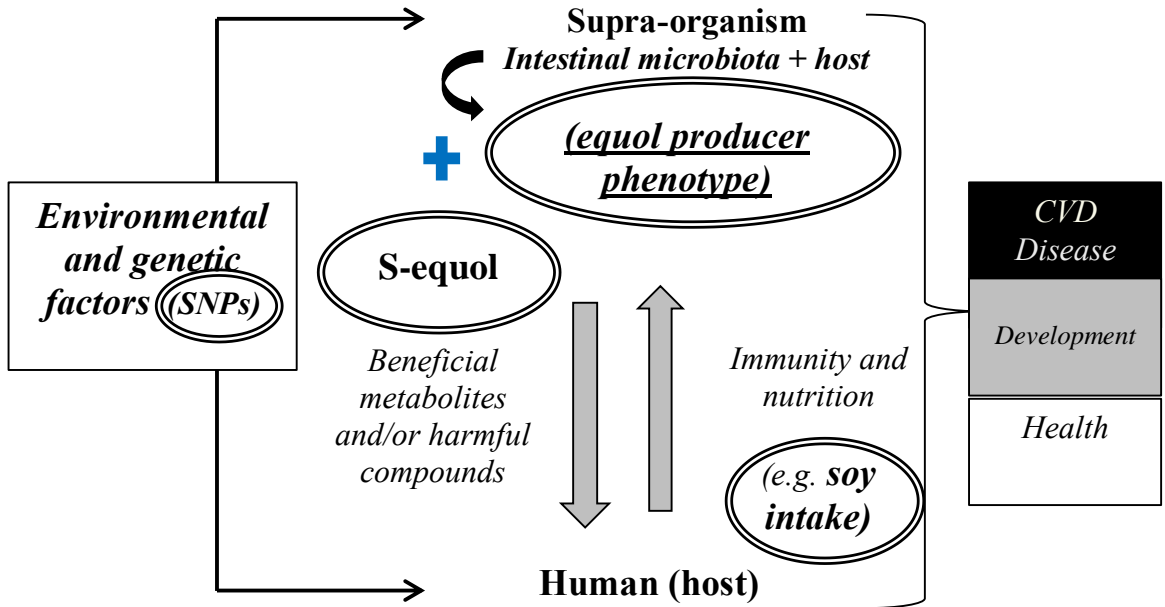 Supra-organism
Intestinal microbiota + host
(equol producer
phenotype)
Environmental
and genetic
factors (SNPs)
S-equol
Beneficial
metabolites
and/or harmful
compounds
Immunity and
nutrition
(e.g. soy
intake)
Human (host)
CVD
Disease
Development
Health